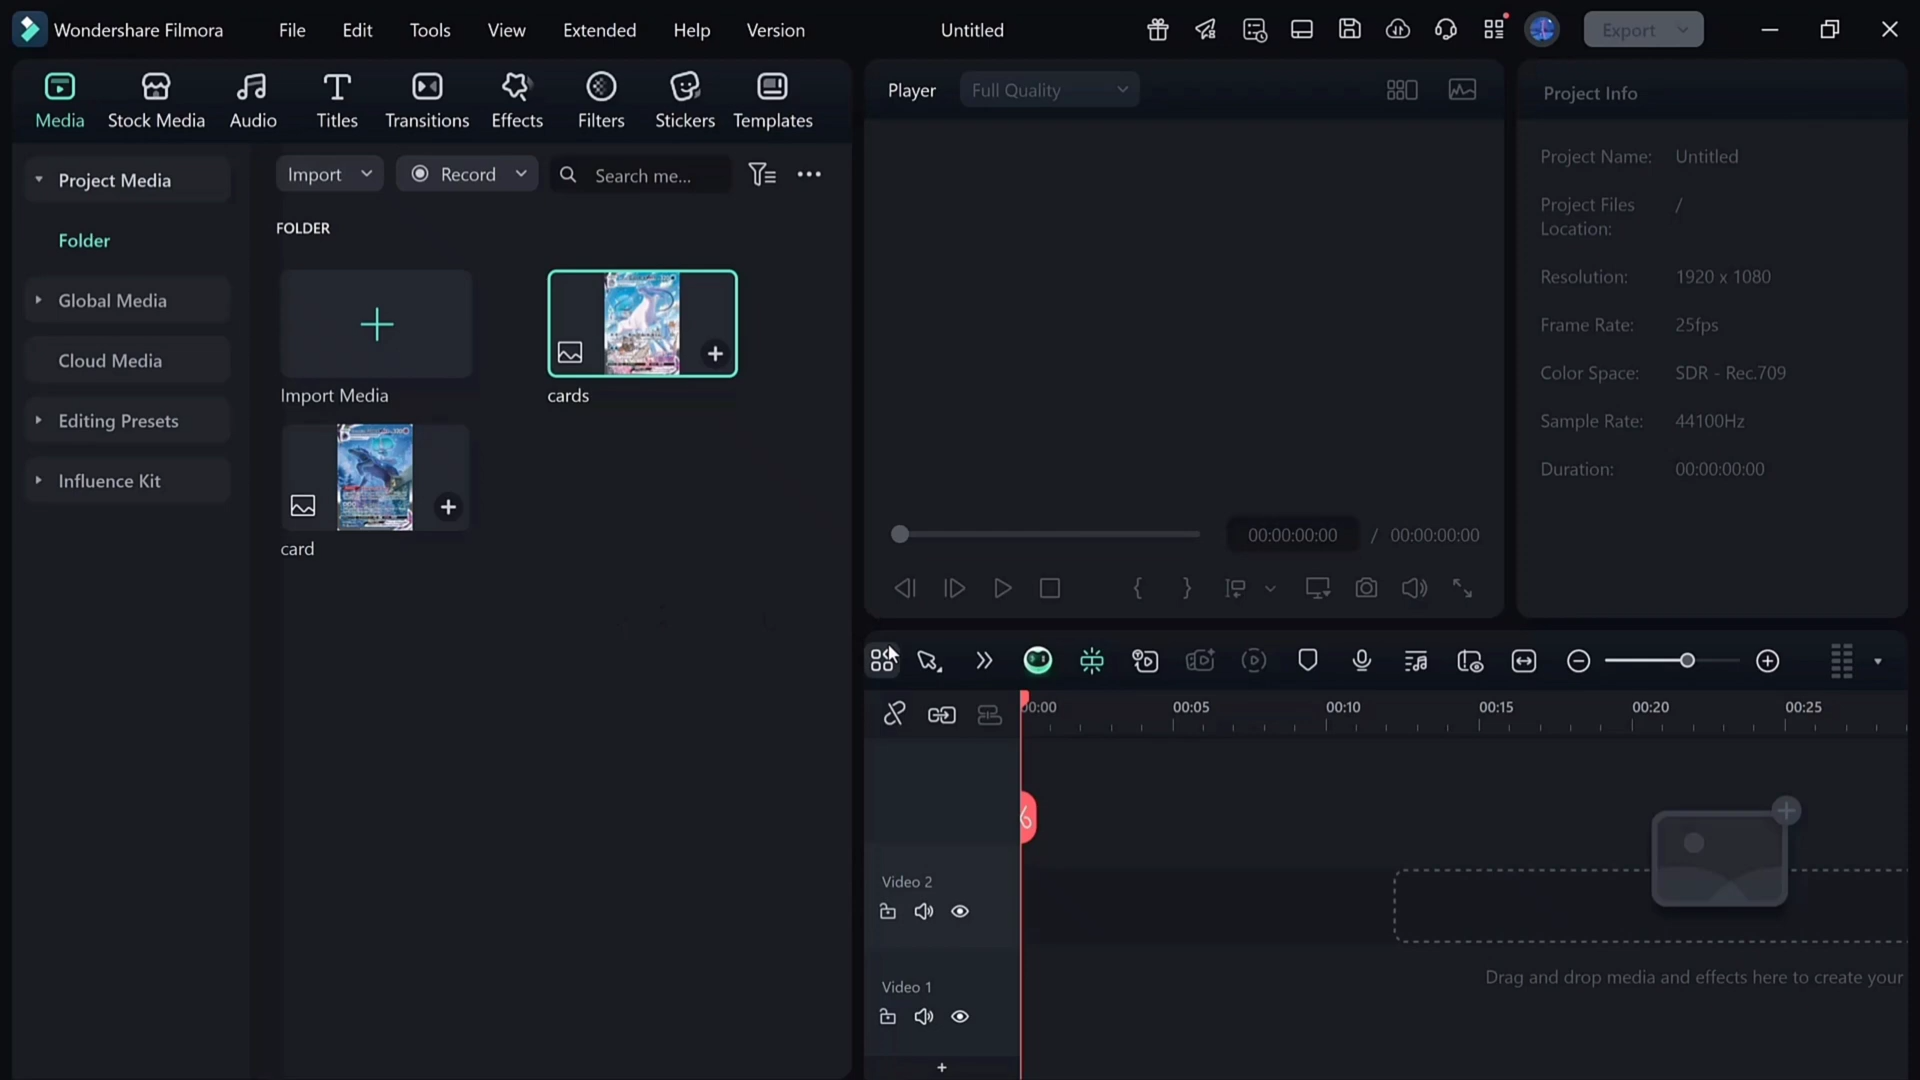 Wondershare Filmora File Edit Tools View Extended Help Version Untitled Export
Media Stock Media Audio Titles Transitions Effects Filters Stickers Templates
Project Media
Folder
Global Media
Cloud Media
Editing Presets
Influence Kit
Import Record Search me...
FOLDER
Import Media
cards
card
Player Full Quality
00:00:00:00 / 00:00:00:00
Project Info
Project Name: Untitled
Project Files Location: /
Resolution: 1920 x 1080
Frame Rate: 25fps
Color Space: SDR - Rec.709
Sample Rate: 44100Hz
Duration: 00:00:00:00
00:00 00:05 00:10 00:15 00:20 00:25
Video 2
Drag and drop media and effects here to create your
Video 1